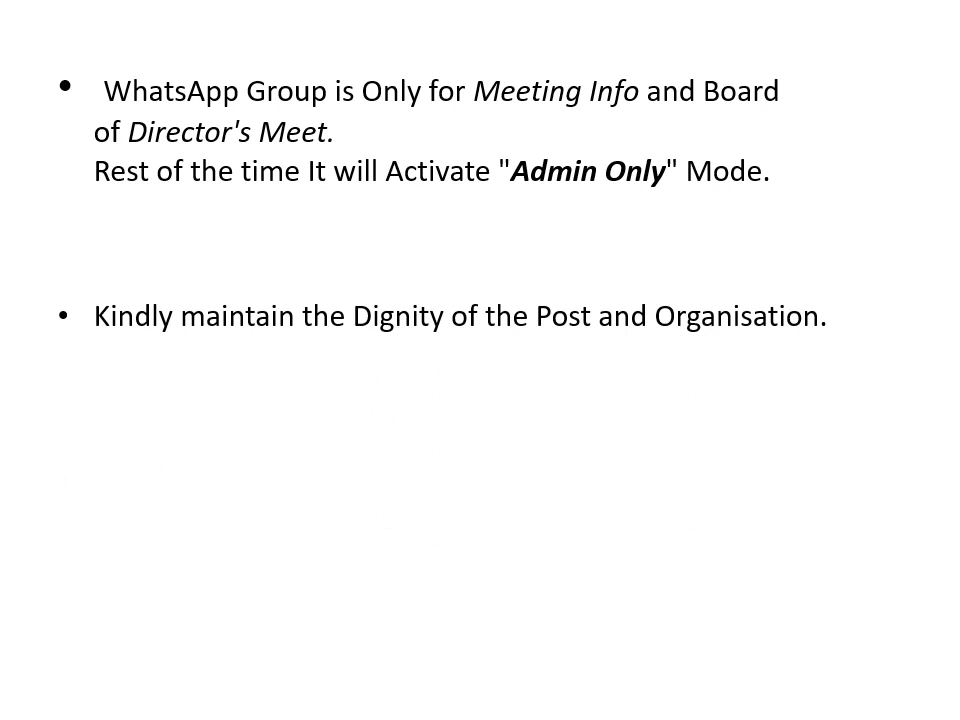 • WhatsApp Group is Only for Meeting Info and Board
of Director's Meet.
Rest of the time It will Activate "Admin Only" Mode.
• Kindly maintain the Dignity of the Post and Organisation.